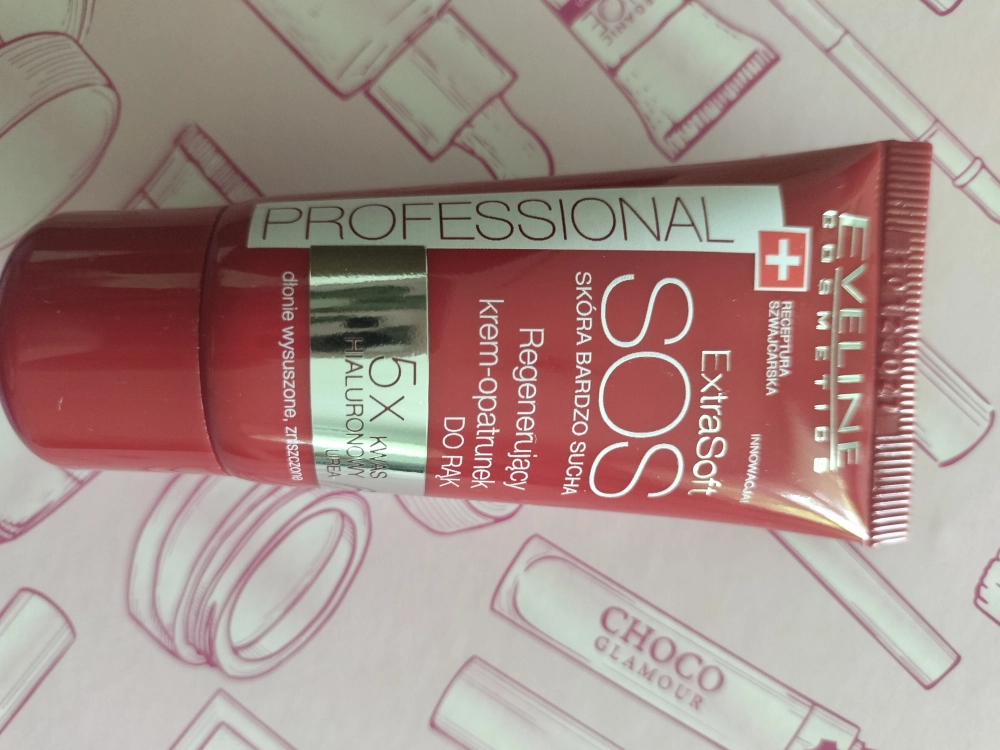 EVELINE
COSMETICS
INNOWACJA!
RECEPTURA
SZWAJCARSKA
PROFESSIONAL
ExtraSoft
SOS
SKÓRA BARDZO SUCHA
Regenerujący
krem-opatrunek
DO RĄK
5X KWAS
HIALURONOWY
UREA
dłonie wysuszone, zniszczone
CHOCO
GLAMOUR
ORGANIC